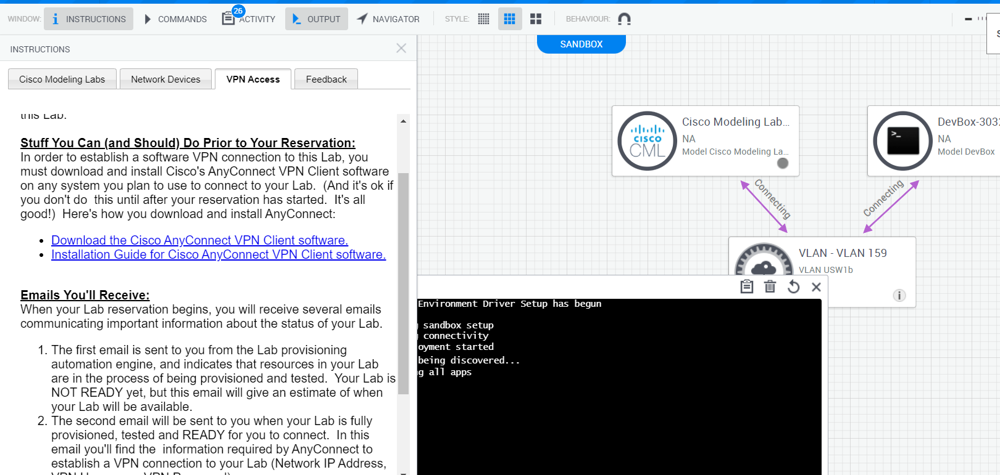 WINDOW: INSTRUCTIONS COMMANDS 26 ACTIVITY OUTPUT NAVIGATOR STYLE: BEHAVIOUR:
INSTRUCTIONS
SANDBOX
Cisco Modeling Labs Network Devices VPN Access Feedback
this Lab.
Stuff You Can (and Should) Do Prior to Your Reservation:
In order to establish a software VPN connection to this Lab, you
must download and install Cisco's AnyConnect VPN Client software
on any system you plan to use to connect to your Lab.  (And it's ok if
you don't do  this until after your reservation has started.  It's all
good!)  Here's how you download and install AnyConnect:
• Download the Cisco AnyConnect VPN Client software.
• Installation Guide for Cisco AnyConnect VPN Client software.
Emails You'll Receive:
When your Lab reservation begins, you will receive several emails
communicating important information about the status of your Lab.
1. The first email is sent to you from the Lab provisioning
automation engine, and indicates that resources in your Lab
are in the process of being provisioned and tested.  Your Lab is
NOT READY yet, but this email will give an estimate of when
your Lab will be available.
2. The second email will be sent to you when your Lab is fully
provisioned, tested and READY for you to connect.  In this
email you'll find the  information required by AnyConnect to
establish a VPN connection to your Lab (Network IP Address,
cisco
CML
Cisco Modeling Lab...
NA
Model Cisco Modeling La...
>_
DevBox-303
NA
Model DevBox
Connecting
Connecting
VLAN - VLAN 159
VLAN USW1b
i
Environment Driver Setup has begun
sandbox setup
connectivity
oyment started
being discovered...
g all apps